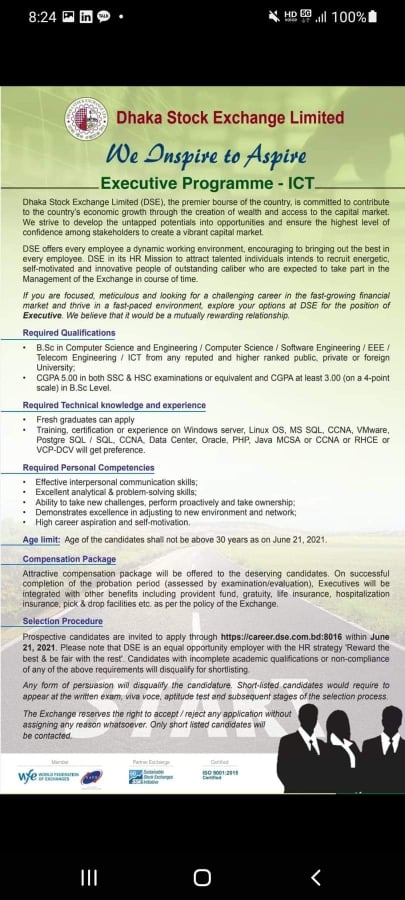 8:24
HD 5G 100%
Dhaka Stock Exchange Limited
We Inspire to Aspire
Executive Programme - ICT
Dhaka Stock Exchange Limited (DSE), the premier bourse of the country, is committed to contribute
to the country's economic growth through the creation of wealth and access to the capital market.
We strive to develop the untapped potentials into opportunities and ensure the highest level of
confidence among stakeholders to create a vibrant capital market.
DSE offers every employee a dynamic working environment, encouraging to bringing out the best in
every employee. DSE in its HR Mission to attract talented individuals intends to recruit energetic,
self-motivated and innovative people of outstanding caliber who are expected to take part in the
Management of the Exchange in course of time.
If you are focused, meticulous and looking for a challenging career in the fast-growing financial
market and thrive in a fast-paced environment, explore your options at DSE for the position of
Executive. We believe that it would be a mutually rewarding relationship.
Required Qualifications
• B.Sc in Computer Science and Engineering / Computer Science / Software Engineering / EEE /
Telecom Engineering / ICT from any reputed and higher ranked public, private or foreign
University;
• CGPA 5.00 in both SSC & HSC examinations or equivalent and CGPA at least 3.00 (on a 4-point
scale) in B.Sc Level.
Required Technical knowledge and experience
• Fresh graduates can apply
• Training, certification or experience on Windows server, Linux OS, MS SQL, CCNA, VMware,
Postgre SQL / SQL, CCNA, Data Center, Oracle, PHP, Java MCSA or CCNA or RHCE or
VCP-DCV will get preference.
Required Personal Competencies
• Effective interpersonal communication skills;
• Excellent analytical & problem-solving skills;
• Ability to take new challenges, perform proactively and take ownership;
• Demonstrates excellence in adjusting to new environment and network;
• High career aspiration and self-motivation.
Age limit: Age of the candidates shall not be above 30 years as on June 21, 2021.
Compensation Package
Attractive compensation package will be offered to the deserving candidates. On successful
completion of the probation period (assessed by examination/evaluation), Executives will be
integrated with other benefits including provident fund, gratuity, life insurance, hospitalization
insurance, pick & drop facilities etc. as per the policy of the Exchange.
Selection Procedure
Prospective candidates are invited to apply through https://career.dse.com.bd:8016 within June
21, 2021. Please note that DSE is an equal opportunity employer with the HR strategy 'Reward the
best & be fair with the rest'. Candidates with incomplete academic qualifications or non-compliance
of any of the above requirements will disqualify for shortlisting.
Any form of persuasion will disqualify the candidature. Short-listed candidates would require to
appear at the written exam, viva voce, aptitude test and subsequent stages of the selection process.
The Exchange reserves the right to accept / reject any application without
assigning any reason whatsoever. Only short listed candidates will
be contacted.
START
Member
Partner Exchange
Certified
wfe WORLD FEDERATION
OF EXCHANGES
Sustainable
Stock Exchanges
Initiative
ISO 9001:2015
Certified